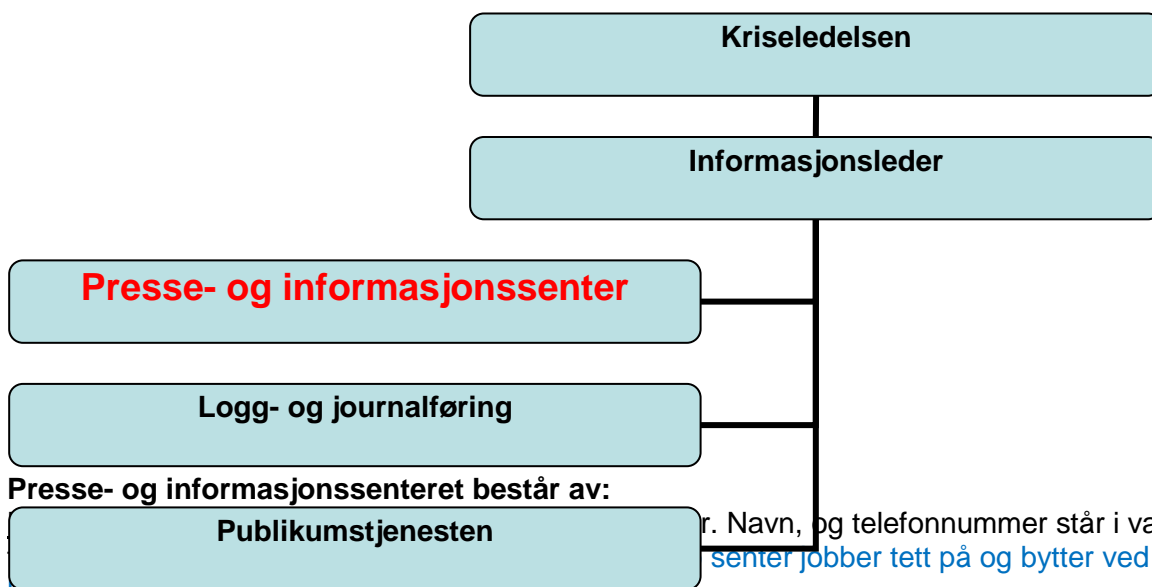 Kriseledelsen
Informasjonsleder
Presse- og informasjonssenter
Logg- og journalføring
Presse- og informasjonssenteret består av:
Publikumstjenesten
Navn, og telefonnummer står i
senter jobber tett på og bytter ved